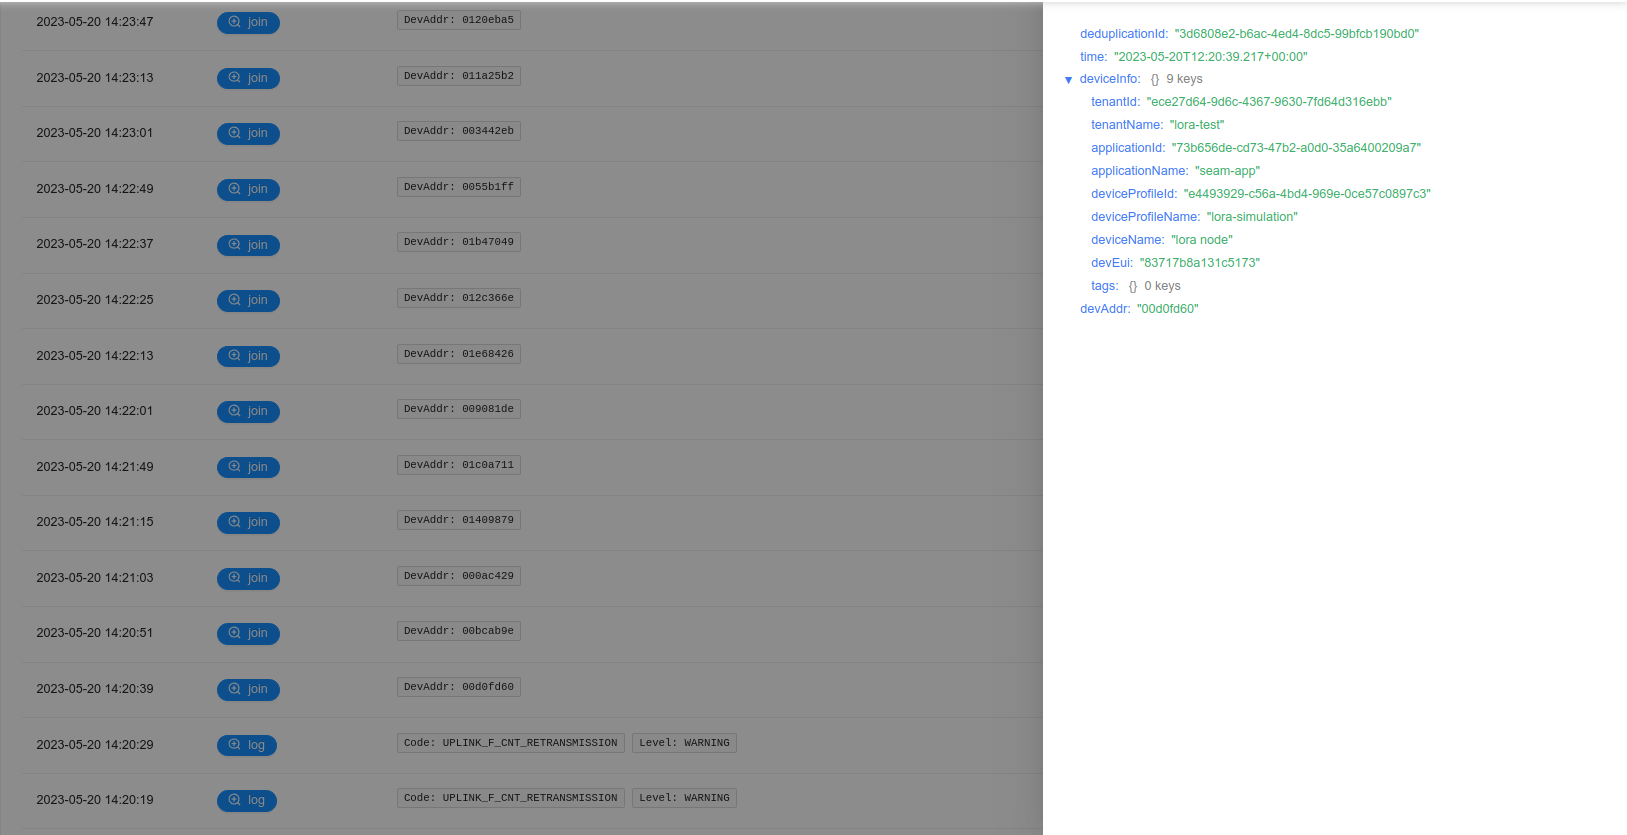 2023-05-20 14:23:47 join DevAddr: 0120eba5
2023-05-20 14:23:13 join DevAddr: 011a25b2
2023-05-20 14:23:01 join DevAddr: 003442eb
2023-05-20 14:22:49 join DevAddr: 0055b1ff
2023-05-20 14:22:37 join DevAddr: 01b47049
2023-05-20 14:22:25 join DevAddr: 012c366e
2023-05-20 14:22:13 join DevAddr: 01e68426
2023-05-20 14:22:01 join DevAddr: 009081de
2023-05-20 14:21:49 join DevAddr: 01c0a711
2023-05-20 14:21:15 join DevAddr: 01409879
2023-05-20 14:21:03 join DevAddr: 000ac429
2023-05-20 14:20:51 join DevAddr: 00bcab9e
2023-05-20 14:20:39 join DevAddr: 00d0fd60
2023-05-20 14:20:29 log Code: UPLINK_F_CNT_RETRANSMISSION Level: WARNING
2023-05-20 14:20:19 log Code: UPLINK_F_CNT_RETRANSMISSION Level: WARNING
deduplicationId: "3d6808e2-b6ac-4ed4-8dc5-99bfcb190bd0"
time: "2023-05-20T12:20:39.217+00:00"
▼ deviceInfo: {} 9 keys
tenantId: "ece27d64-9d6c-4367-9630-7fd64d316ebb"
tenantName: "lora-test"
applicationId: "73b656de-cd73-47b2-a0d0-35a6400209a7"
applicationName: "seam-app"
deviceProfileId: "e4493929-c56a-4bd4-969e-0ce57c0897c3"
deviceProfileName: "lora-simulation"
deviceName: "lora node"
devEui: "83717b8a131c5173"
tags: {} 0 keys
devAddr: "00d0fd60"